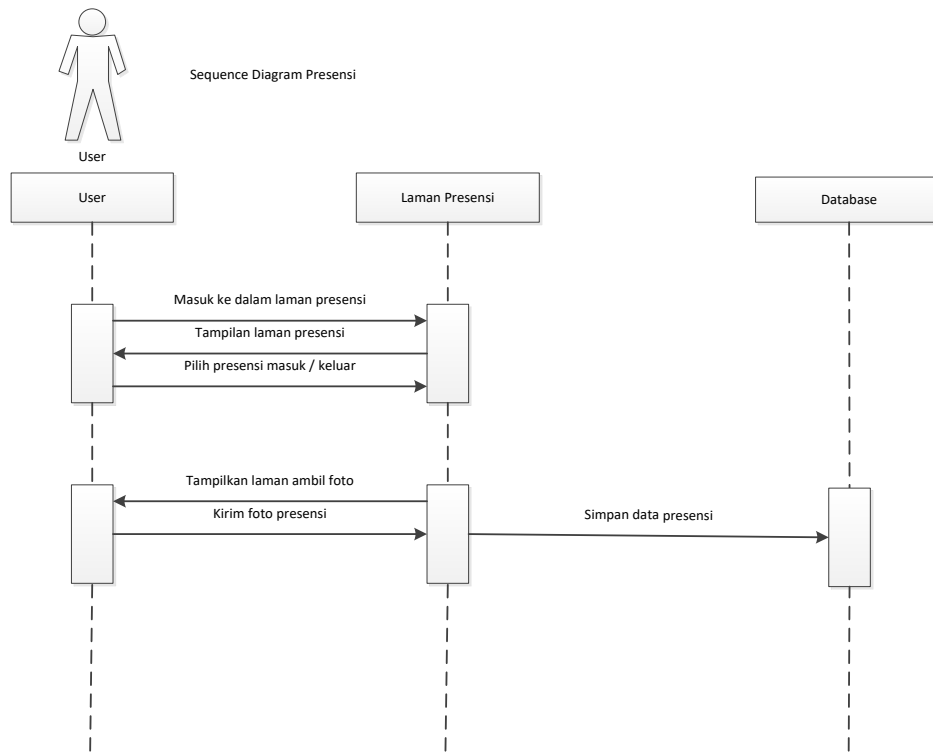 Sequence Diagram Presensi
User
User
Laman Presensi
Database
Masuk ke dalam laman presensi
Tampilan laman presensi
Pilih presensi masuk / keluar
Tampilkan laman ambil foto
Kirim foto presensi
Simpan data presensi